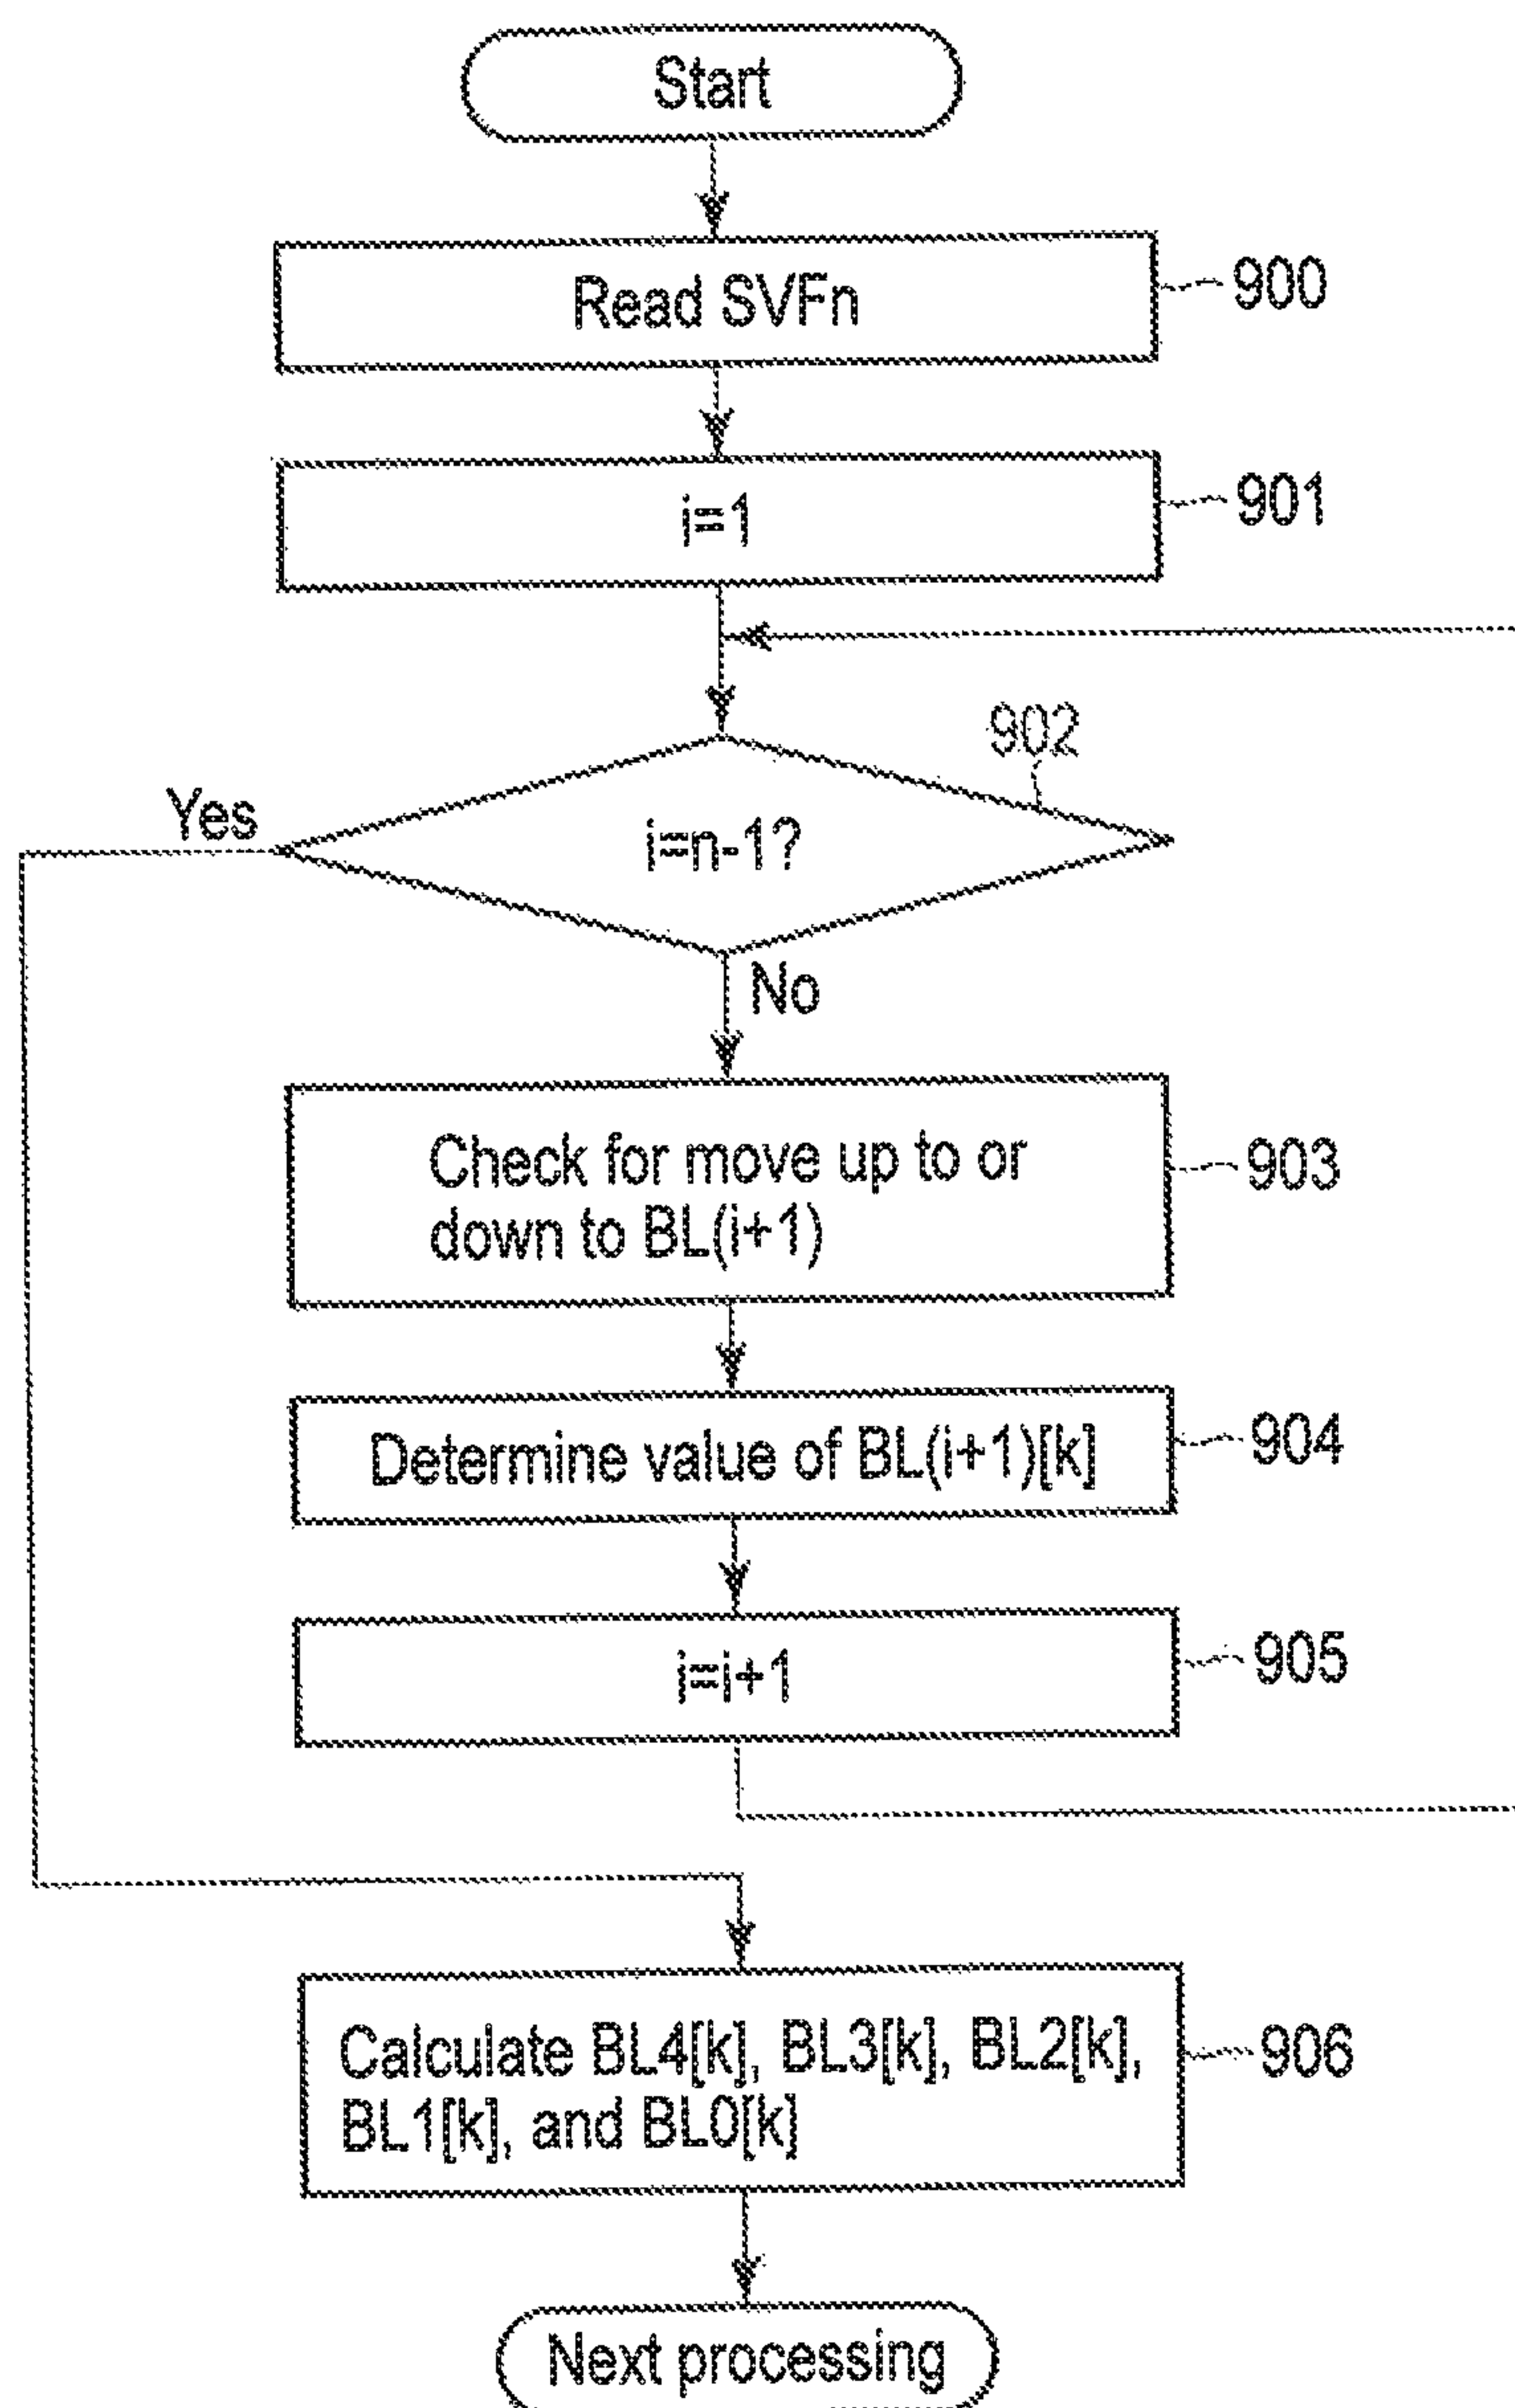 Start
Read SVFn
900
i=1
901
902
Yes
i=n-1?
No
Check for move up to or
down to BL(i+1)
903
Determine value of BL(i+1)[k]
904
i=i+1
905
Calculate BL4[k], BL3[k], BL2[k],
BL1[k], and BL0[k]
906
Next processing